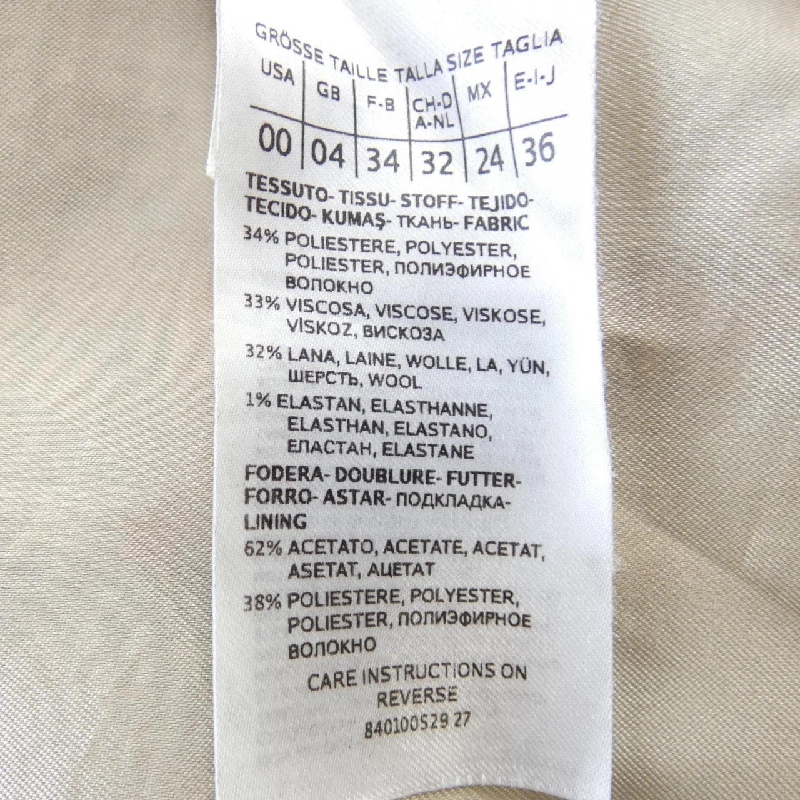 GRÖSSE TAILLE TALLA SIZE TAGLIA
USA GB F-B CH-D A-NL MX E-I-J
00 04 34 32 24 36
TESSUTO- TISSU- STOFF- TEJIDO-
TECIDO- KUMAŞ- ТКАНЬ- FABRIC
34% POLIESTERE, POLYESTER,
POLIESTER, ПОЛИЭФИРНОЕ
ВОЛОКНО
33% VISCOSA, VISCOSE, VISKOSE,
VİSKOZ, ВИСКОЗА
32% LANA, LAINE, WOLLE, LA, YÜN,
ШЕРСТЬ, WOOL
1% ELASTAN, ELASTHANNE,
ELASTHAN, ELASTANO,
ЕЛАСТАН, ELASTANE
FODERA- DOUBLURE- FUTTER-
FORRO- ASTAR- ПОДКЛАДКА-
LINING
62% ACETATO, ACETATE, ACETAT,
ASETAT, АЦЕТАТ
38% POLIESTERE, POLYESTER,
POLIESTER, ПОЛИЭФИРНОЕ
ВОЛОКНО
CARE INSTRUCTIONS ON
REVERSE
840100529 27